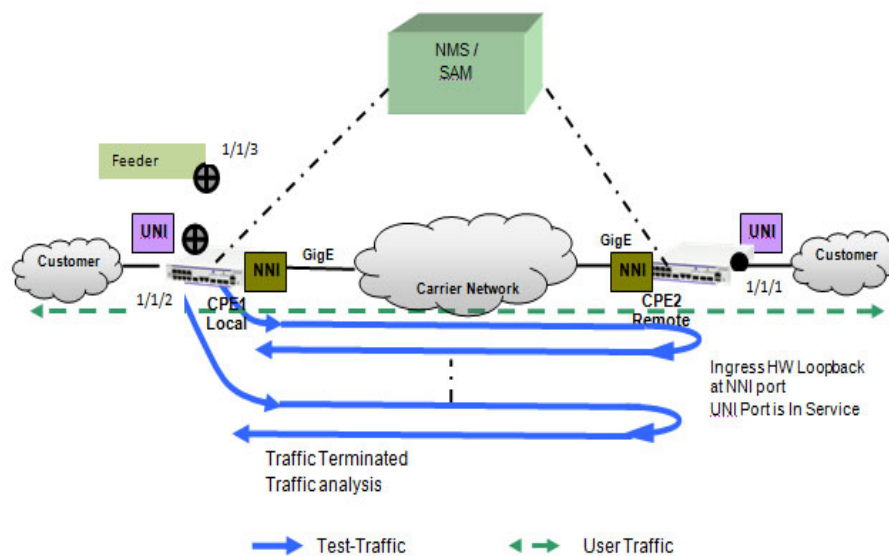 NMS /
SAM
1/1/3
Feeder
UNI
UNI
GigE
GigE
Customer
NNI
NNI
Customer
Carrier Network
1/1/2
CPE1
Local
CPE2
Remote
1/1/1
Ingress HW Loopback
at NNI port
UNI Port is In Service
Traffic Terminated
Traffic analysis
Test-Traffic
User Traffic